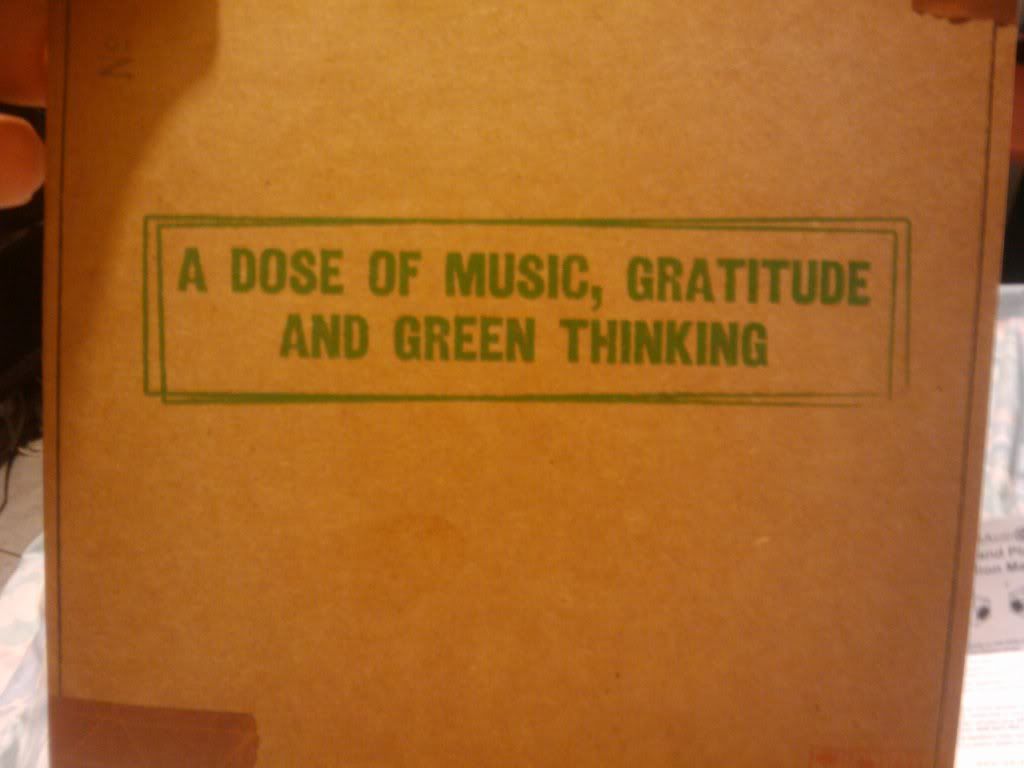 A DOSE OF MUSIC, GRATITUDE
AND GREEN THINKING